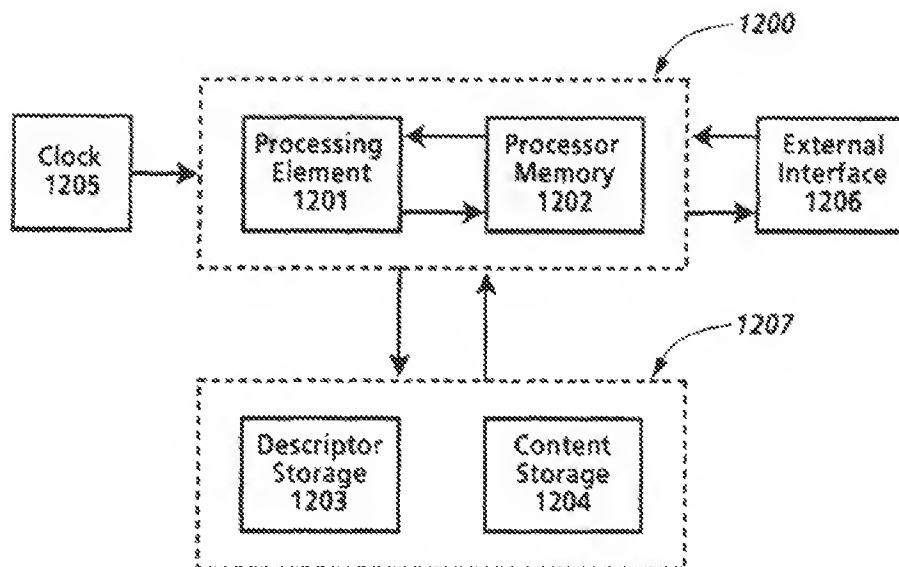 1200
Clock
1205
Processing
Element
1201
Processor
Memory
1202
External
Interface
1206
1207
Descriptor
Storage
1203
Content
Storage
1204